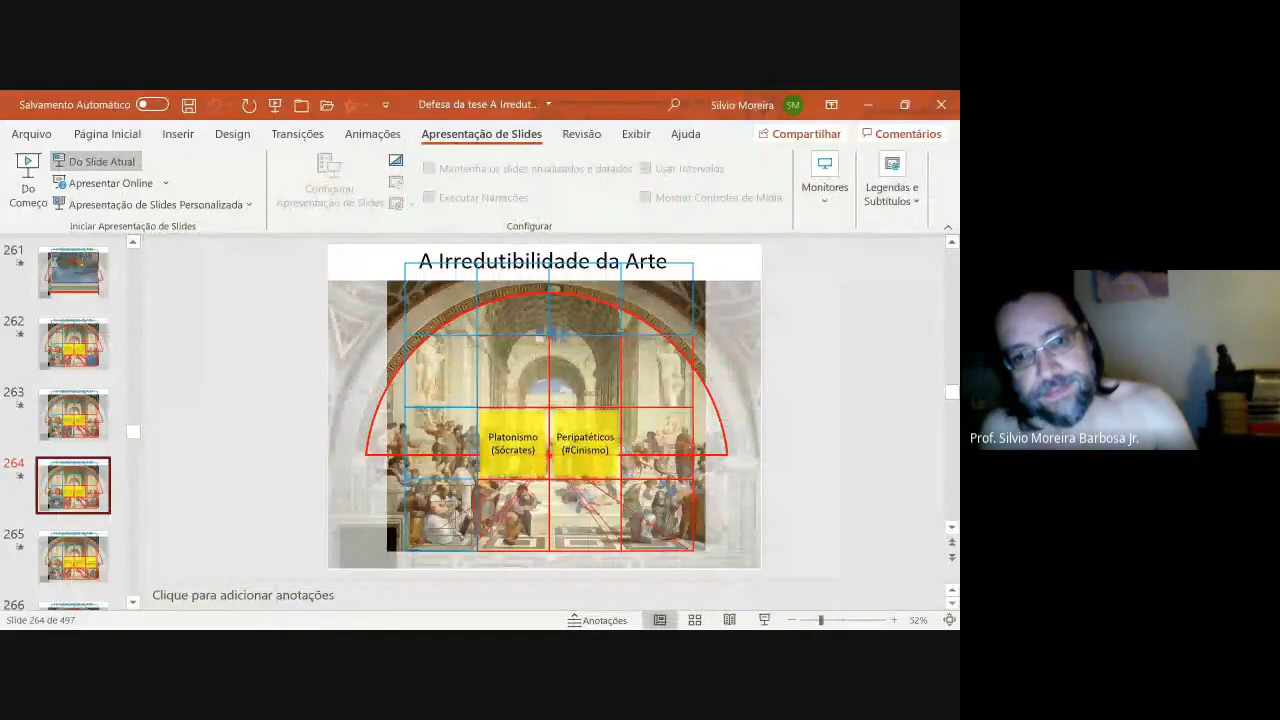 Salvamento Automático
Defesa da tese A Irredut...
Silvio Moreira
SM
Arquivo
Página Inicial
Inserir
Design
Transições
Animações
Apresentação de Slides
Revisão
Exibir
Ajuda
Compartilhar
Comentários
Do Começo
Do Slide Atual
Apresentar Online
Apresentação de Slides Personalizada
Iniciar Apresentação de Slides
Configurar
Apresentação de Slides
Mantenha os slides atualizados e datados
Executar Narrações
Usar Intervalos
Mostrar Controles de Mídia
Configurar
Monitores
Legendas e
Subtítulos
261
262
263
264
265
266
A Irredutibilidade da Arte
Platonismo
(Sócrates)
Peripatéticos
(#Cinismo)
Clique para adicionar anotações
Slide 264 de 497
Anotações
52%
Prof. Silvio Moreira Barbosa Jr.